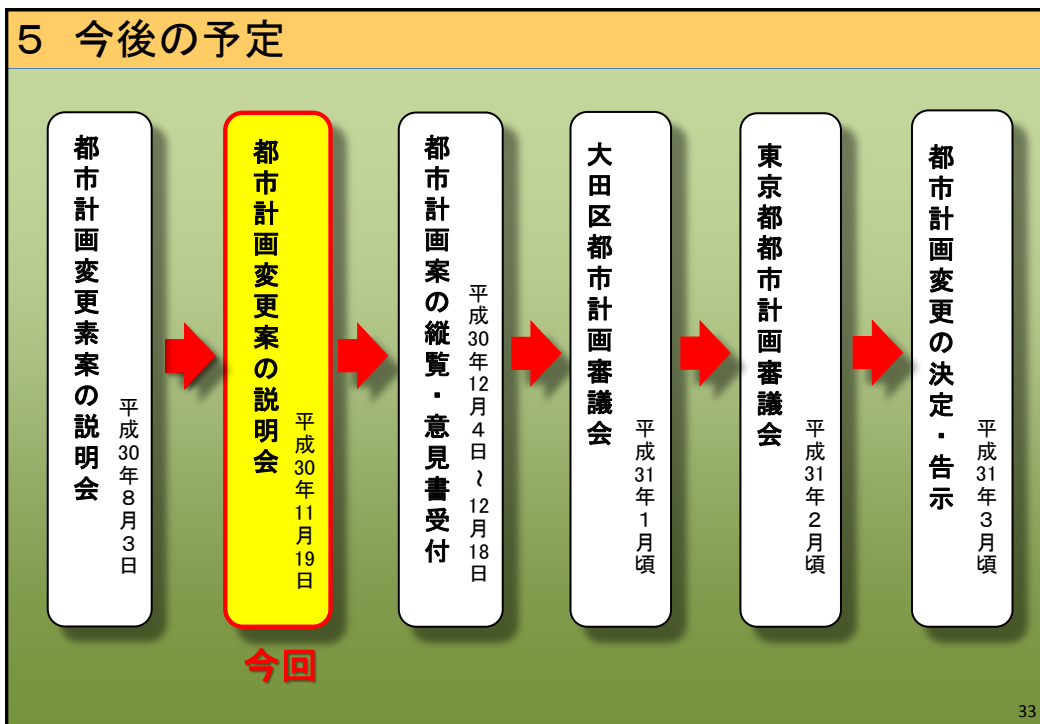 ５　今後の予定
都市計画変更素案の説明会
平成30年８月３日
都市計画変更案の説明会
平成30年11月19日
都市計画案の縦覧・意見書受付
平成30年12月４日～12月18日
大田区都市計画審議会
平成31年１月頃
東京都都市計画審議会
平成31年２月頃
都市計画変更の決定・告示
平成31年３月頃
今回
33